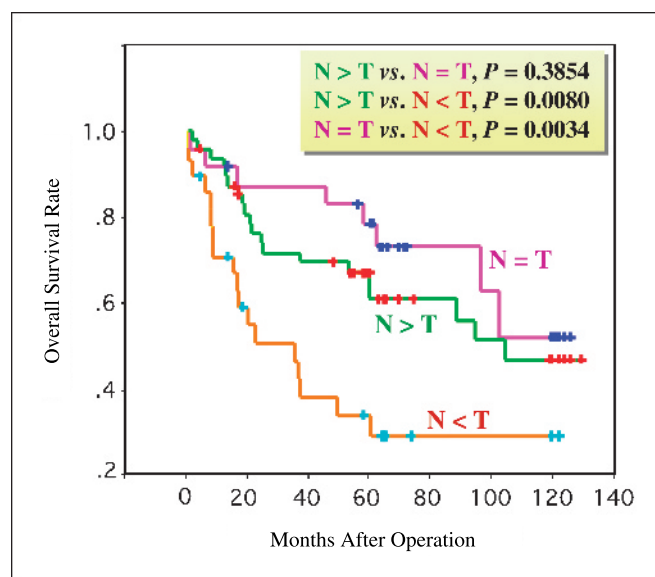 N > T vs. N = T, P = 0.3854
N > T vs. N < T, P = 0.0080
N = T vs. N < T, P = 0.0034
Overall Survival Rate
1.0
.8
.6
.4
.2
N = T
N > T
N < T
0 20 40 60 80 100 120 140
Months After Operation